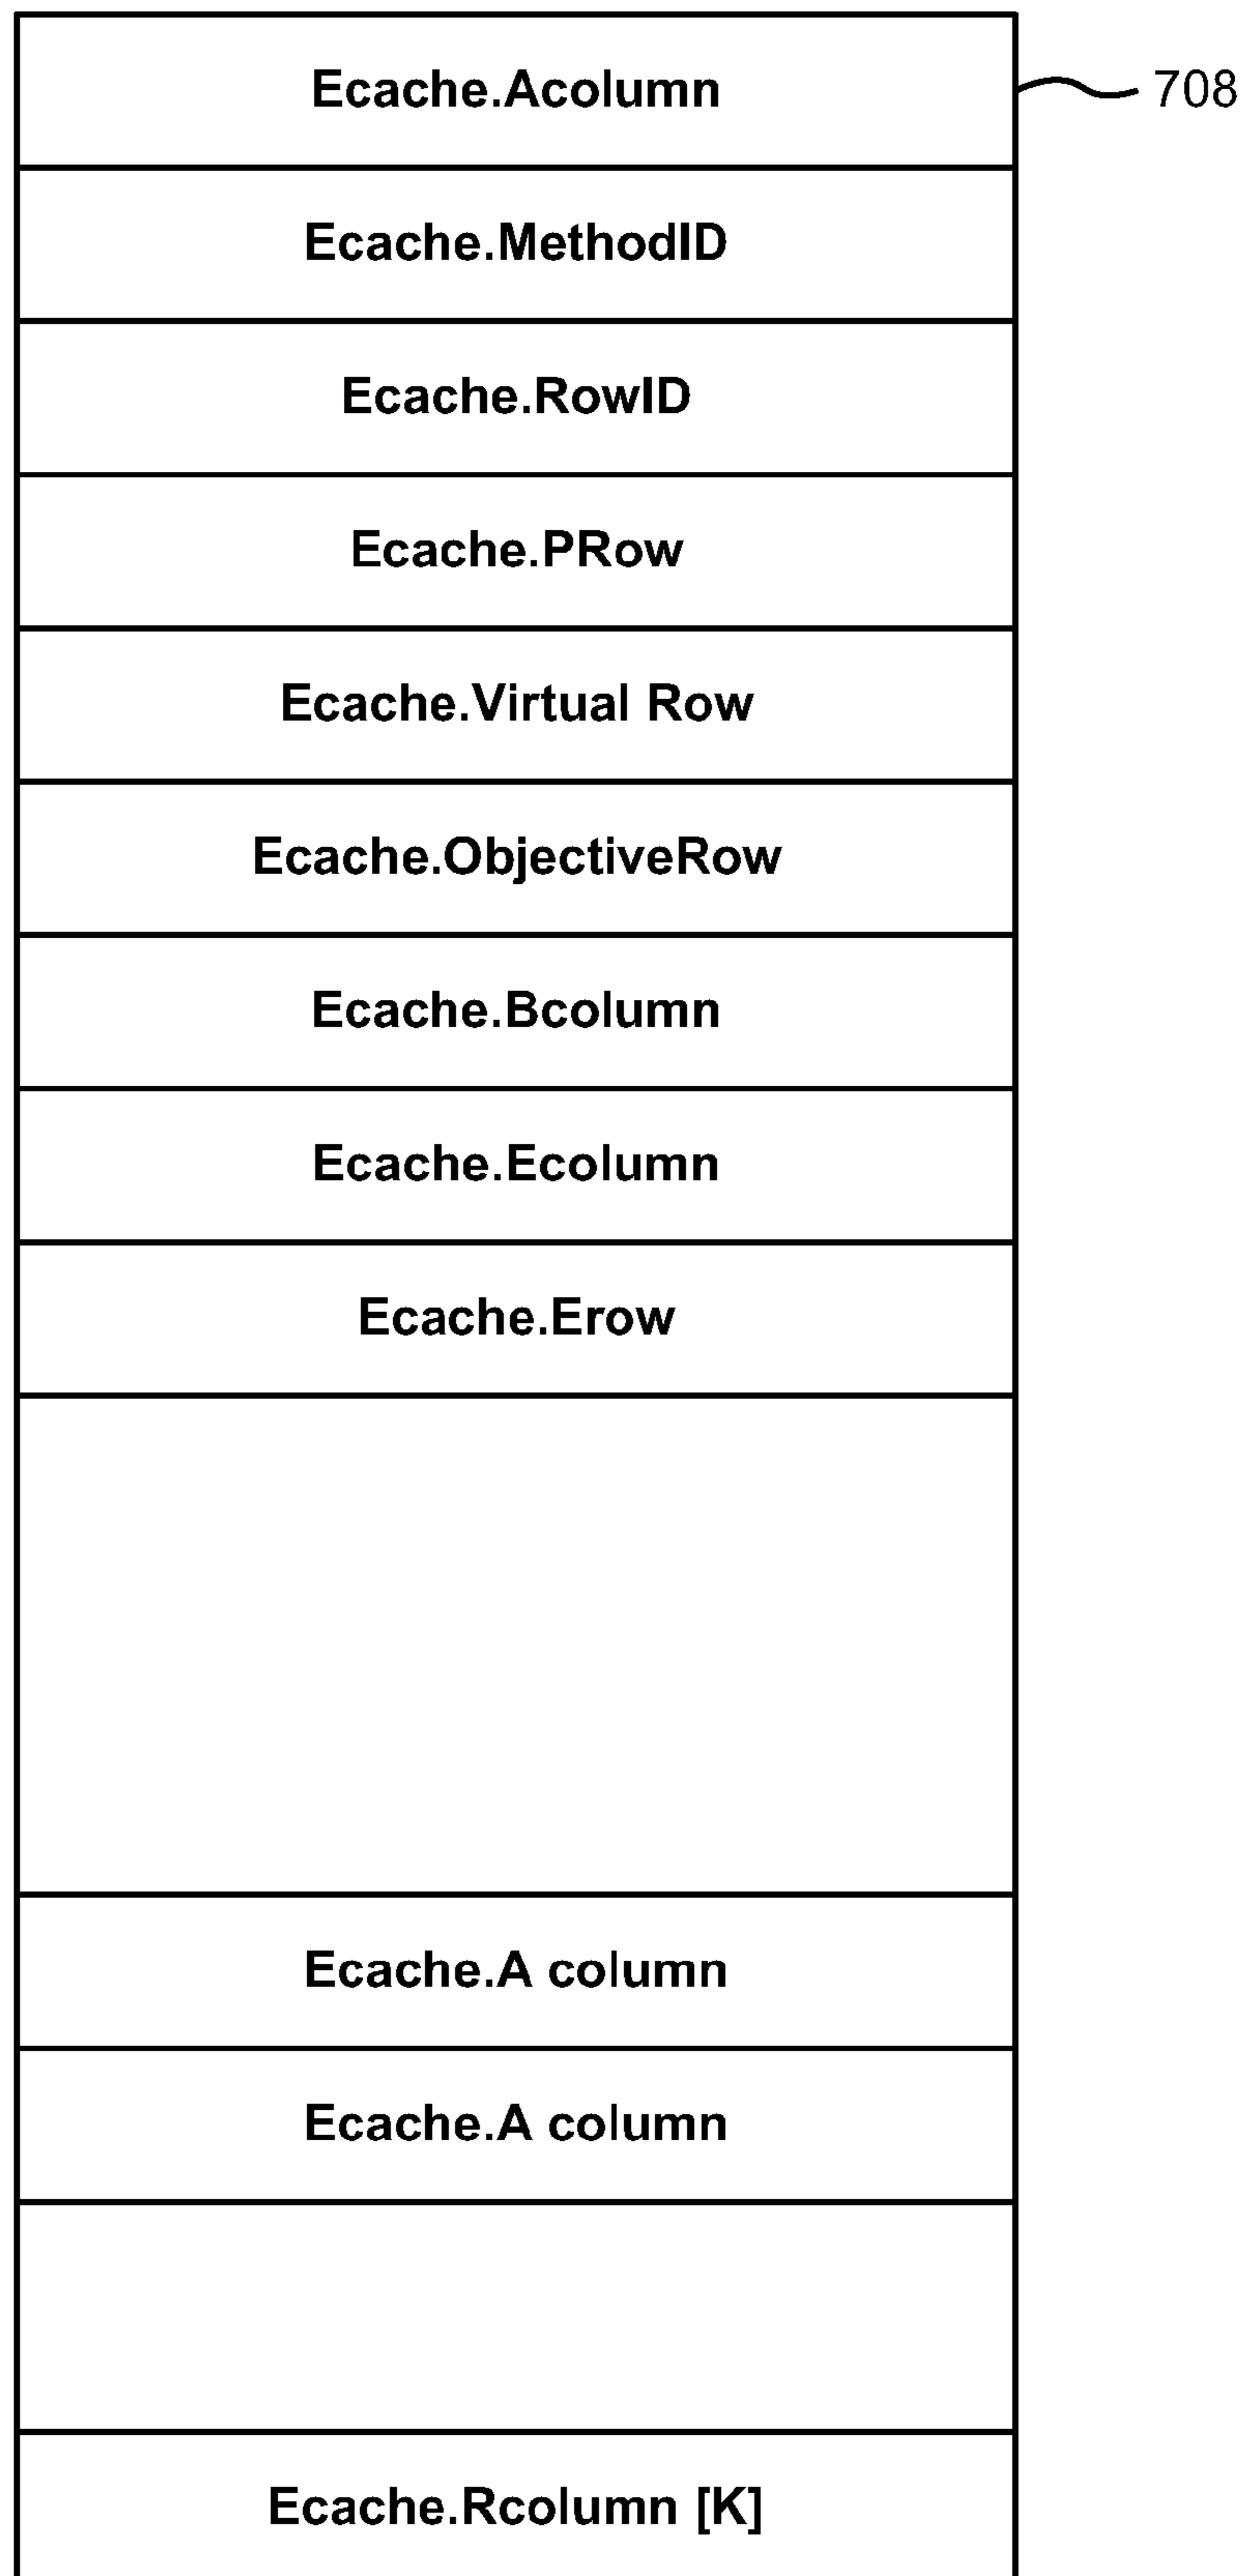 Ecache.Acolumn
708
Ecache.MethodID
Ecache.RowID
Ecache.PRow
Ecache.Virtual Row
Ecache.ObjectiveRow
Ecache.Bcolumn
Ecache.Ecolumn
Ecache.Erow
Ecache.A column
Ecache.A column
Ecache.Rcolumn [K]